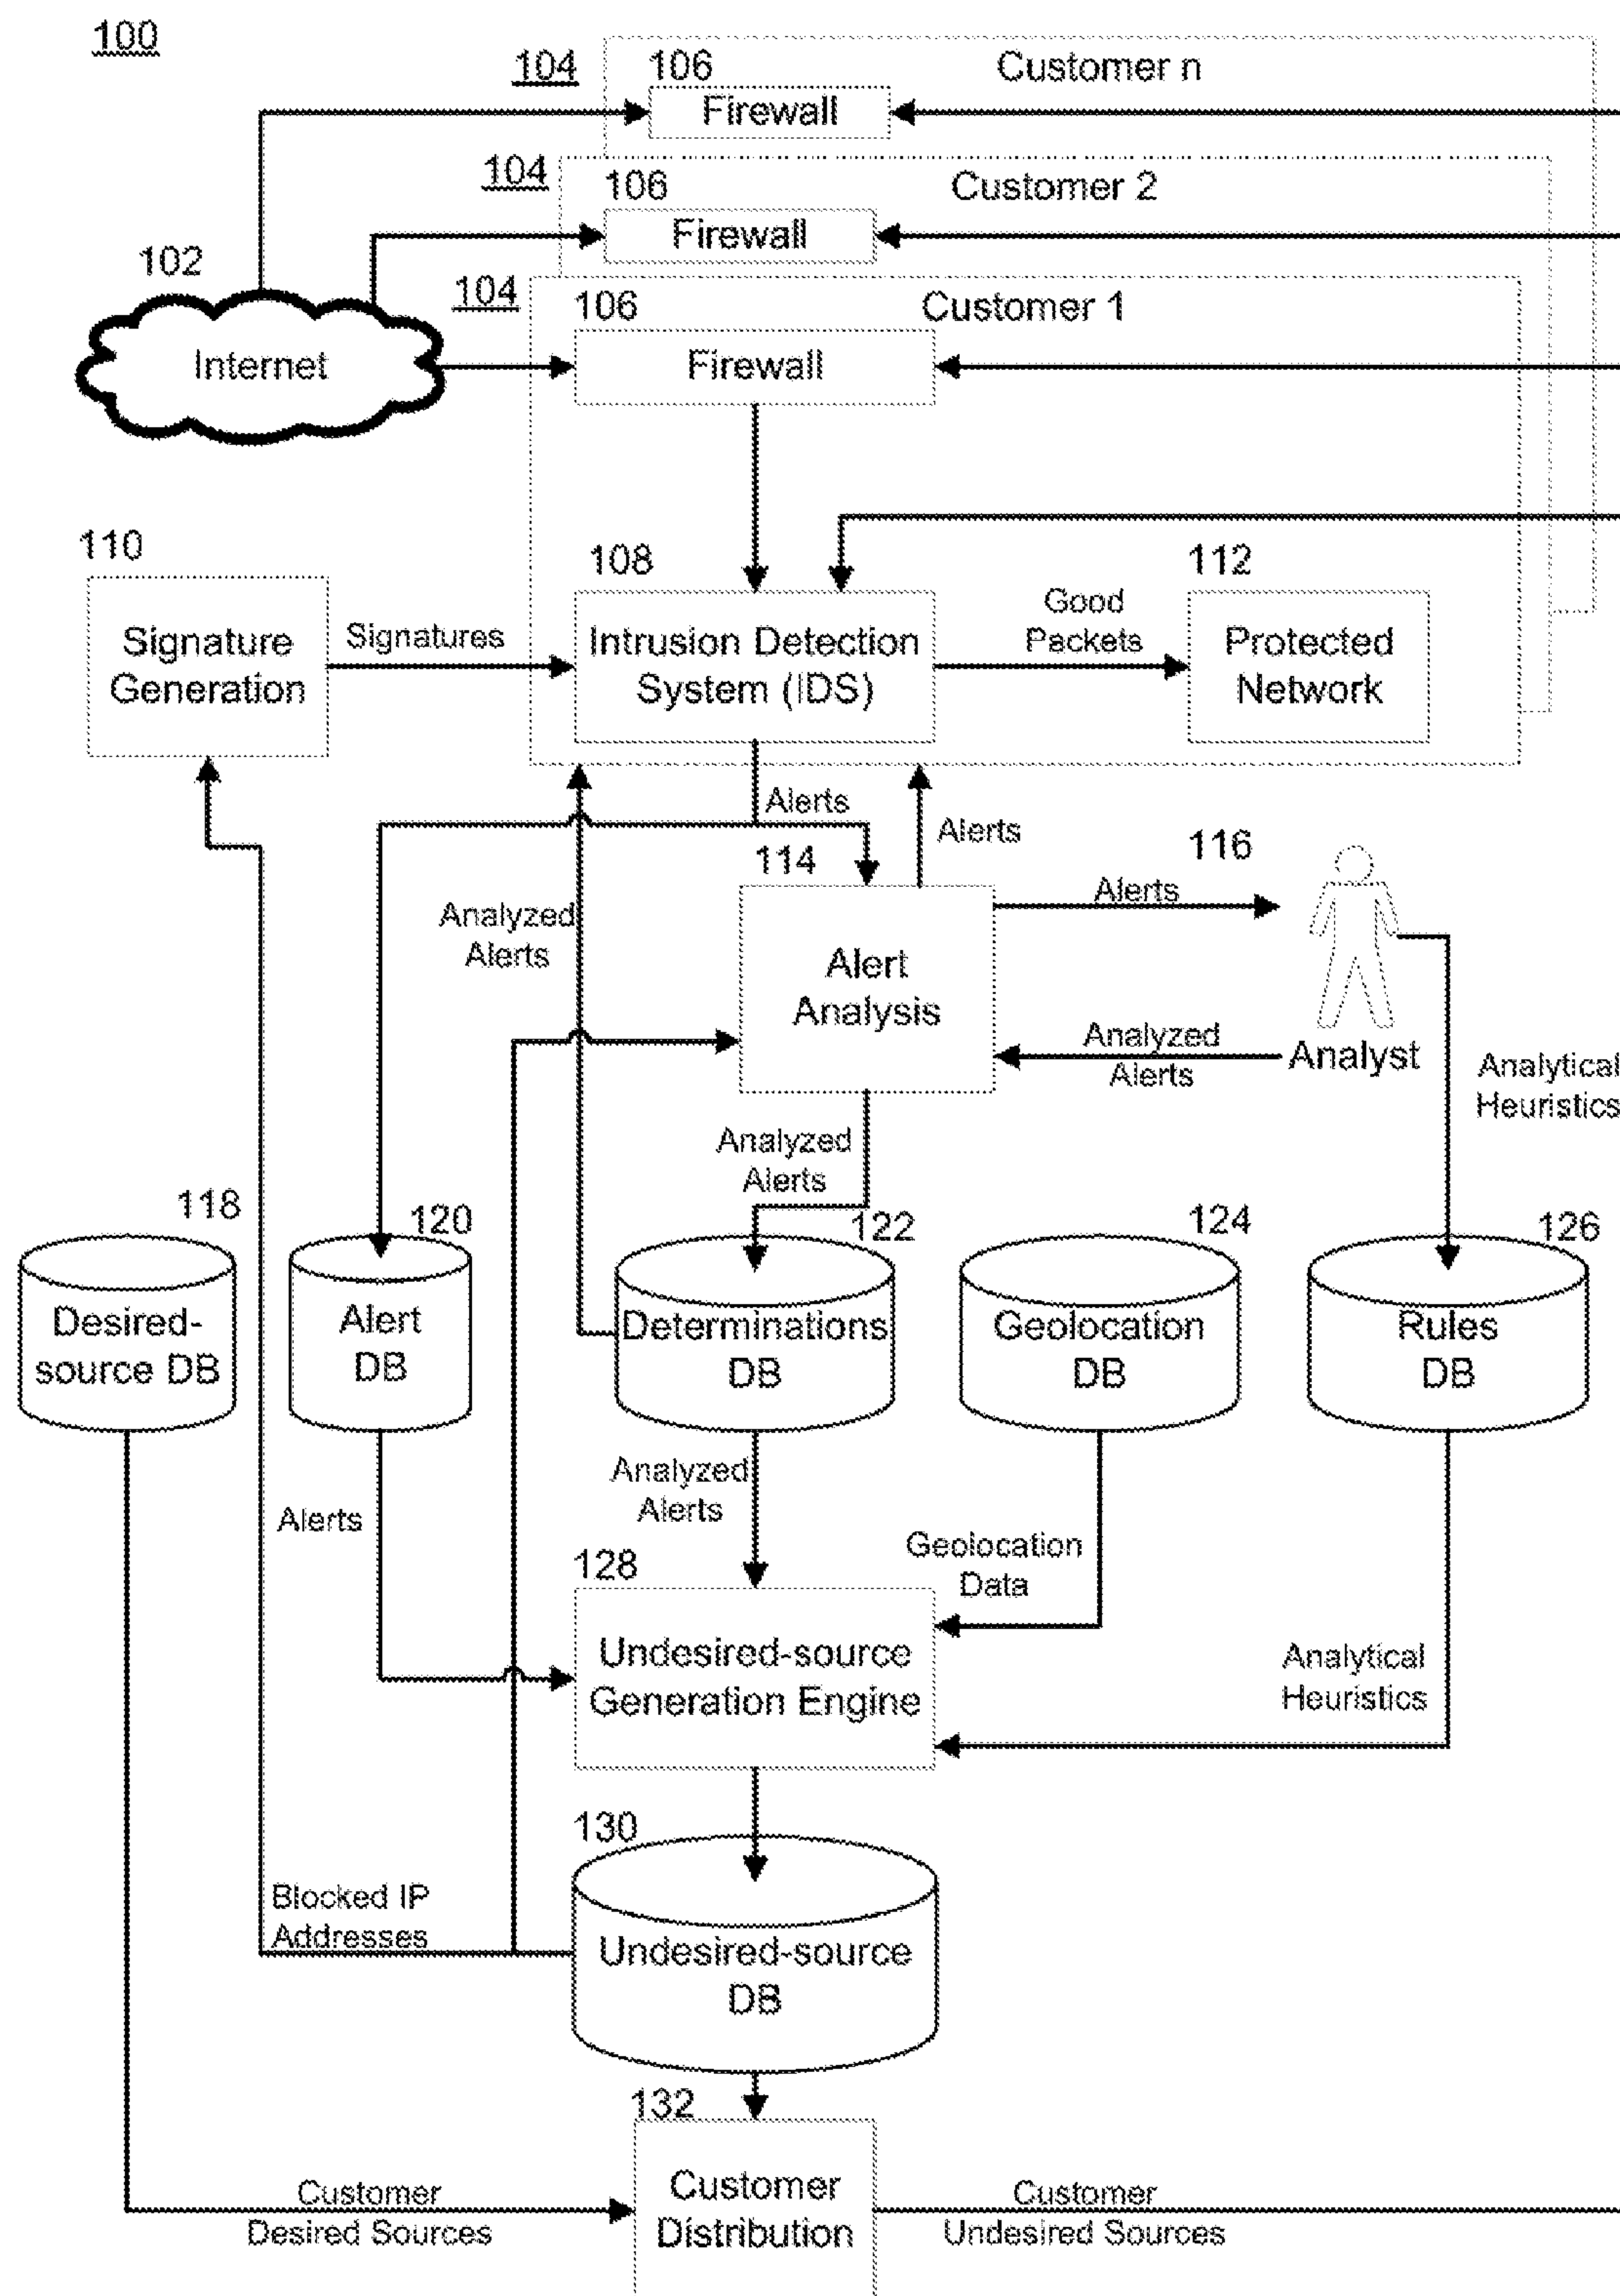 100
104
106
Customer n
Firewall
104
106
Customer 2
Firewall
102
104
106
Customer 1
Internet
Firewall
110
108
112
Signature
Generation
Signatures
Intrusion Detection
System (IDS)
Good
Packets
Protected
Network
Alerts
Alerts
114
116
Analyzed
Alerts
Alerts
Alert
Analysis
Analyzed
Alerts
Analyst
Analytical
Heuristics
Analyzed
Alerts
118
120
122
124
126
Desired-
source DB
Alert
DB
Determinations
DB
Geolocation
DB
Rules
DB
Alerts
Analyzed
Alerts
Geolocation
Data
128
Undesired-source
Generation Engine
Analytical
Heuristics
130
Blocked IP
Addresses
Undesired-source
DB
132
Customer
Desired Sources
Customer
Distribution
Customer
Undesired Sources